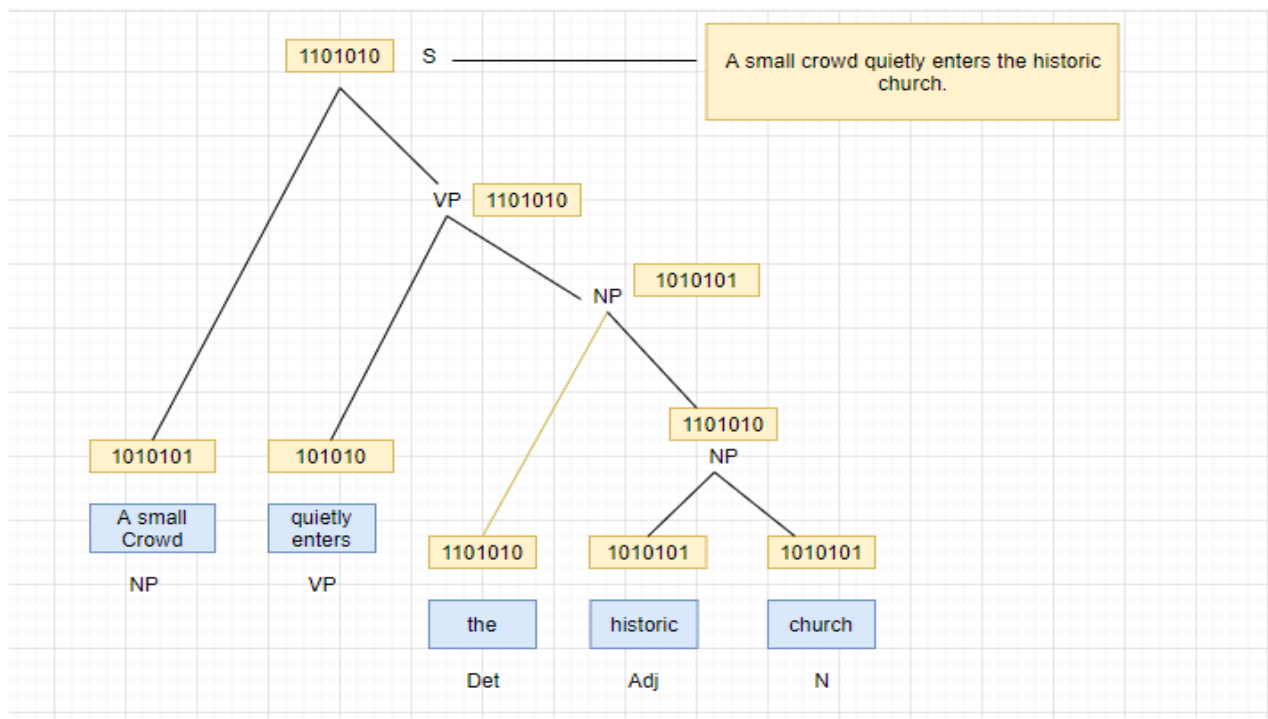 1101010
S
A small crowd quietly enters the historic
church.
VP
1101010
NP
1010101
1101010
NP
1010101
101010
A small
Crowd
quietly
enters
NP
VP
1101010
1010101
1010101
the
historic
church
Det
Adj
N